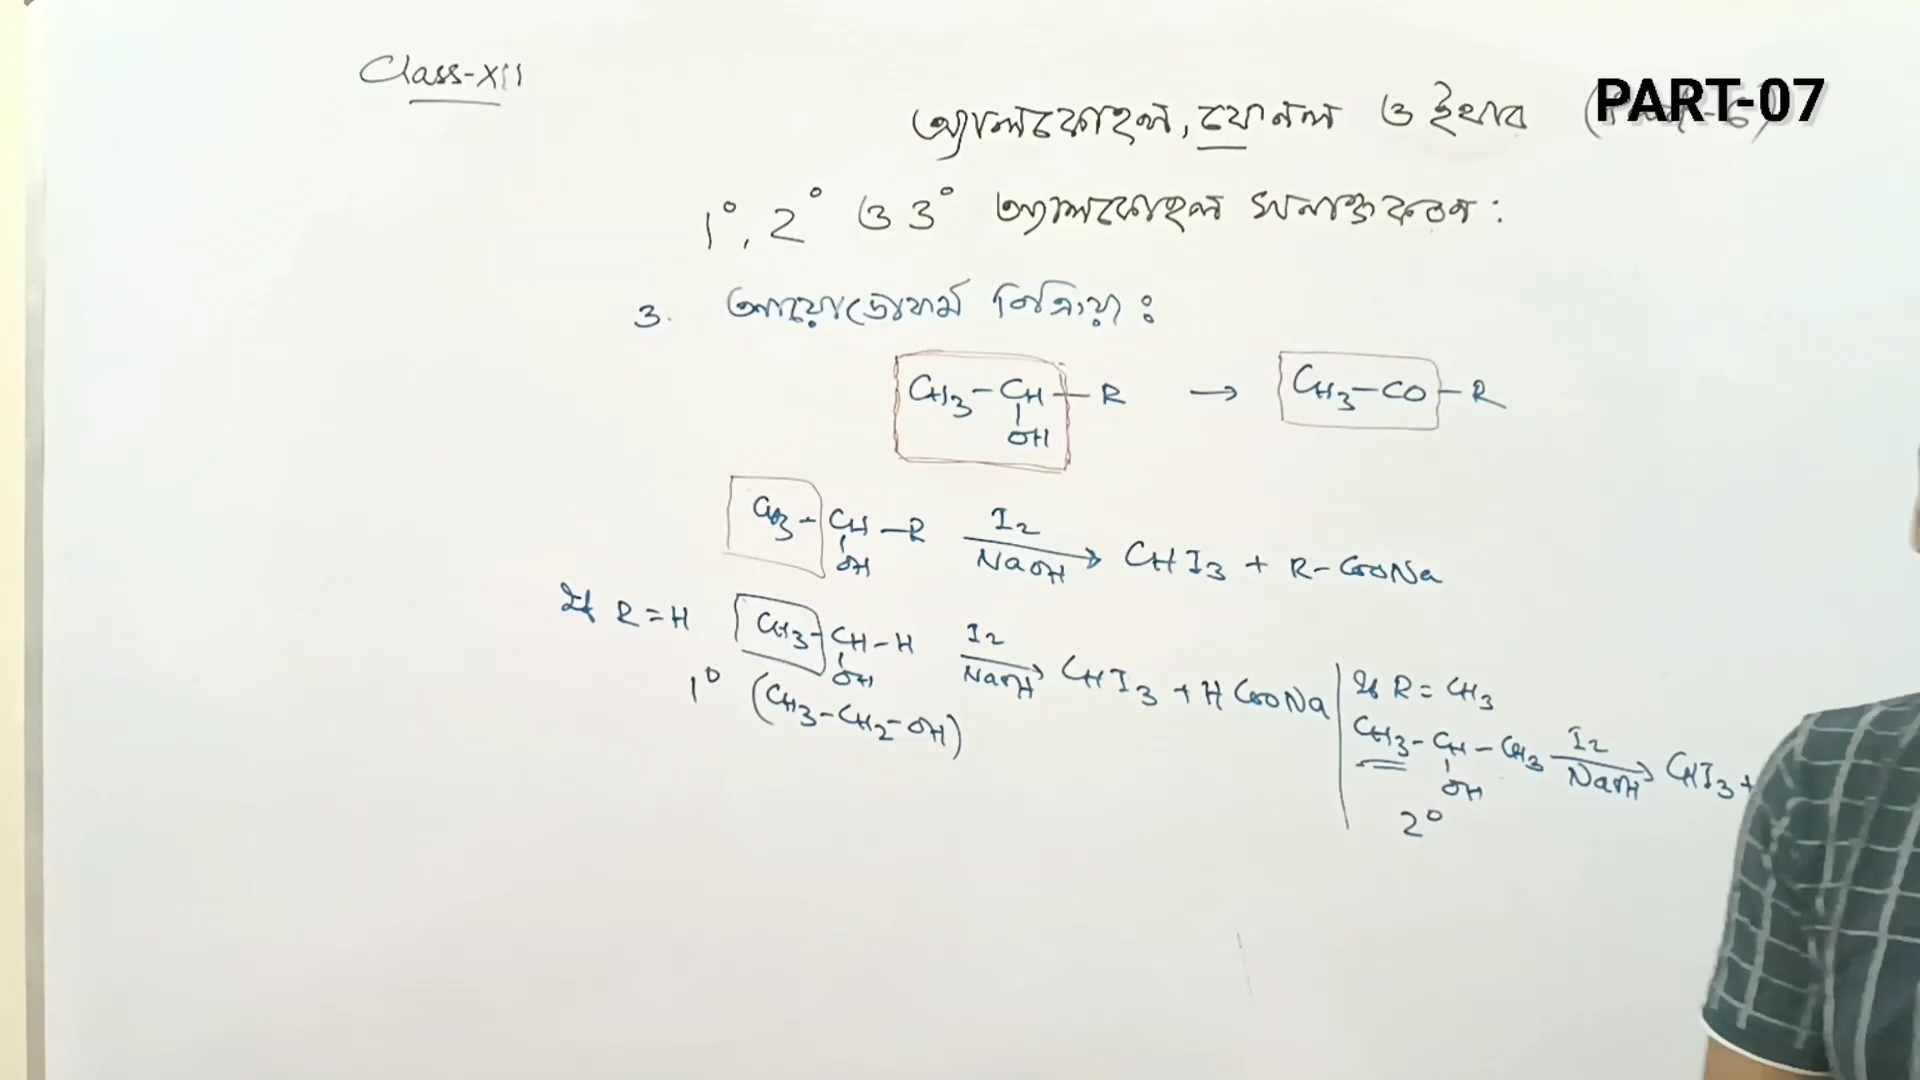 Class-XII
PART-07
অ্যালকোহল, ফেনল ও ইথার
1°, 2° ও 3° অ্যালকোহল সনাক্তকরণ :
3. আয়োডোফর্ম বিক্রিয়া :
CH3-CH-R → CH3-CO-R
OH
CH3-CH-R I2 NaOH → CHI3 + R-COONa
OH
If R=H CH3-CH-H I2 NaOH → CHI3 + HCOONa
OH
1° (CH3-CH2-OH)
If R = CH3
CH3-CH-CH3 I2 NaOH → CHI3 +
OH
2°